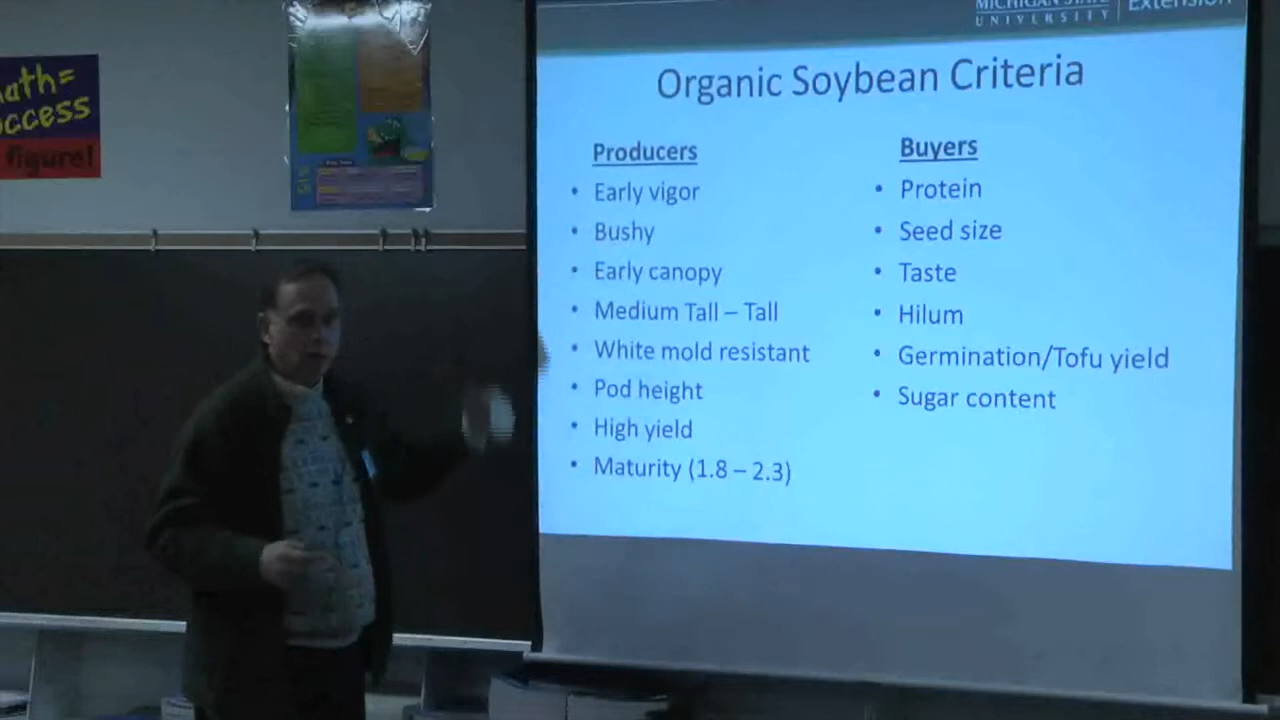 math=
success
figure!
MICHIGAN STATE
UNIVERSITY
Extension
Organic Soybean Criteria
Producers
• Early vigor
• Bushy
• Early canopy
• Medium Tall – Tall
• White mold resistant
• Pod height
• High yield
• Maturity (1.8 – 2.3)
Buyers
• Protein
• Seed size
• Taste
• Hilum
• Germination/Tofu yield
• Sugar content